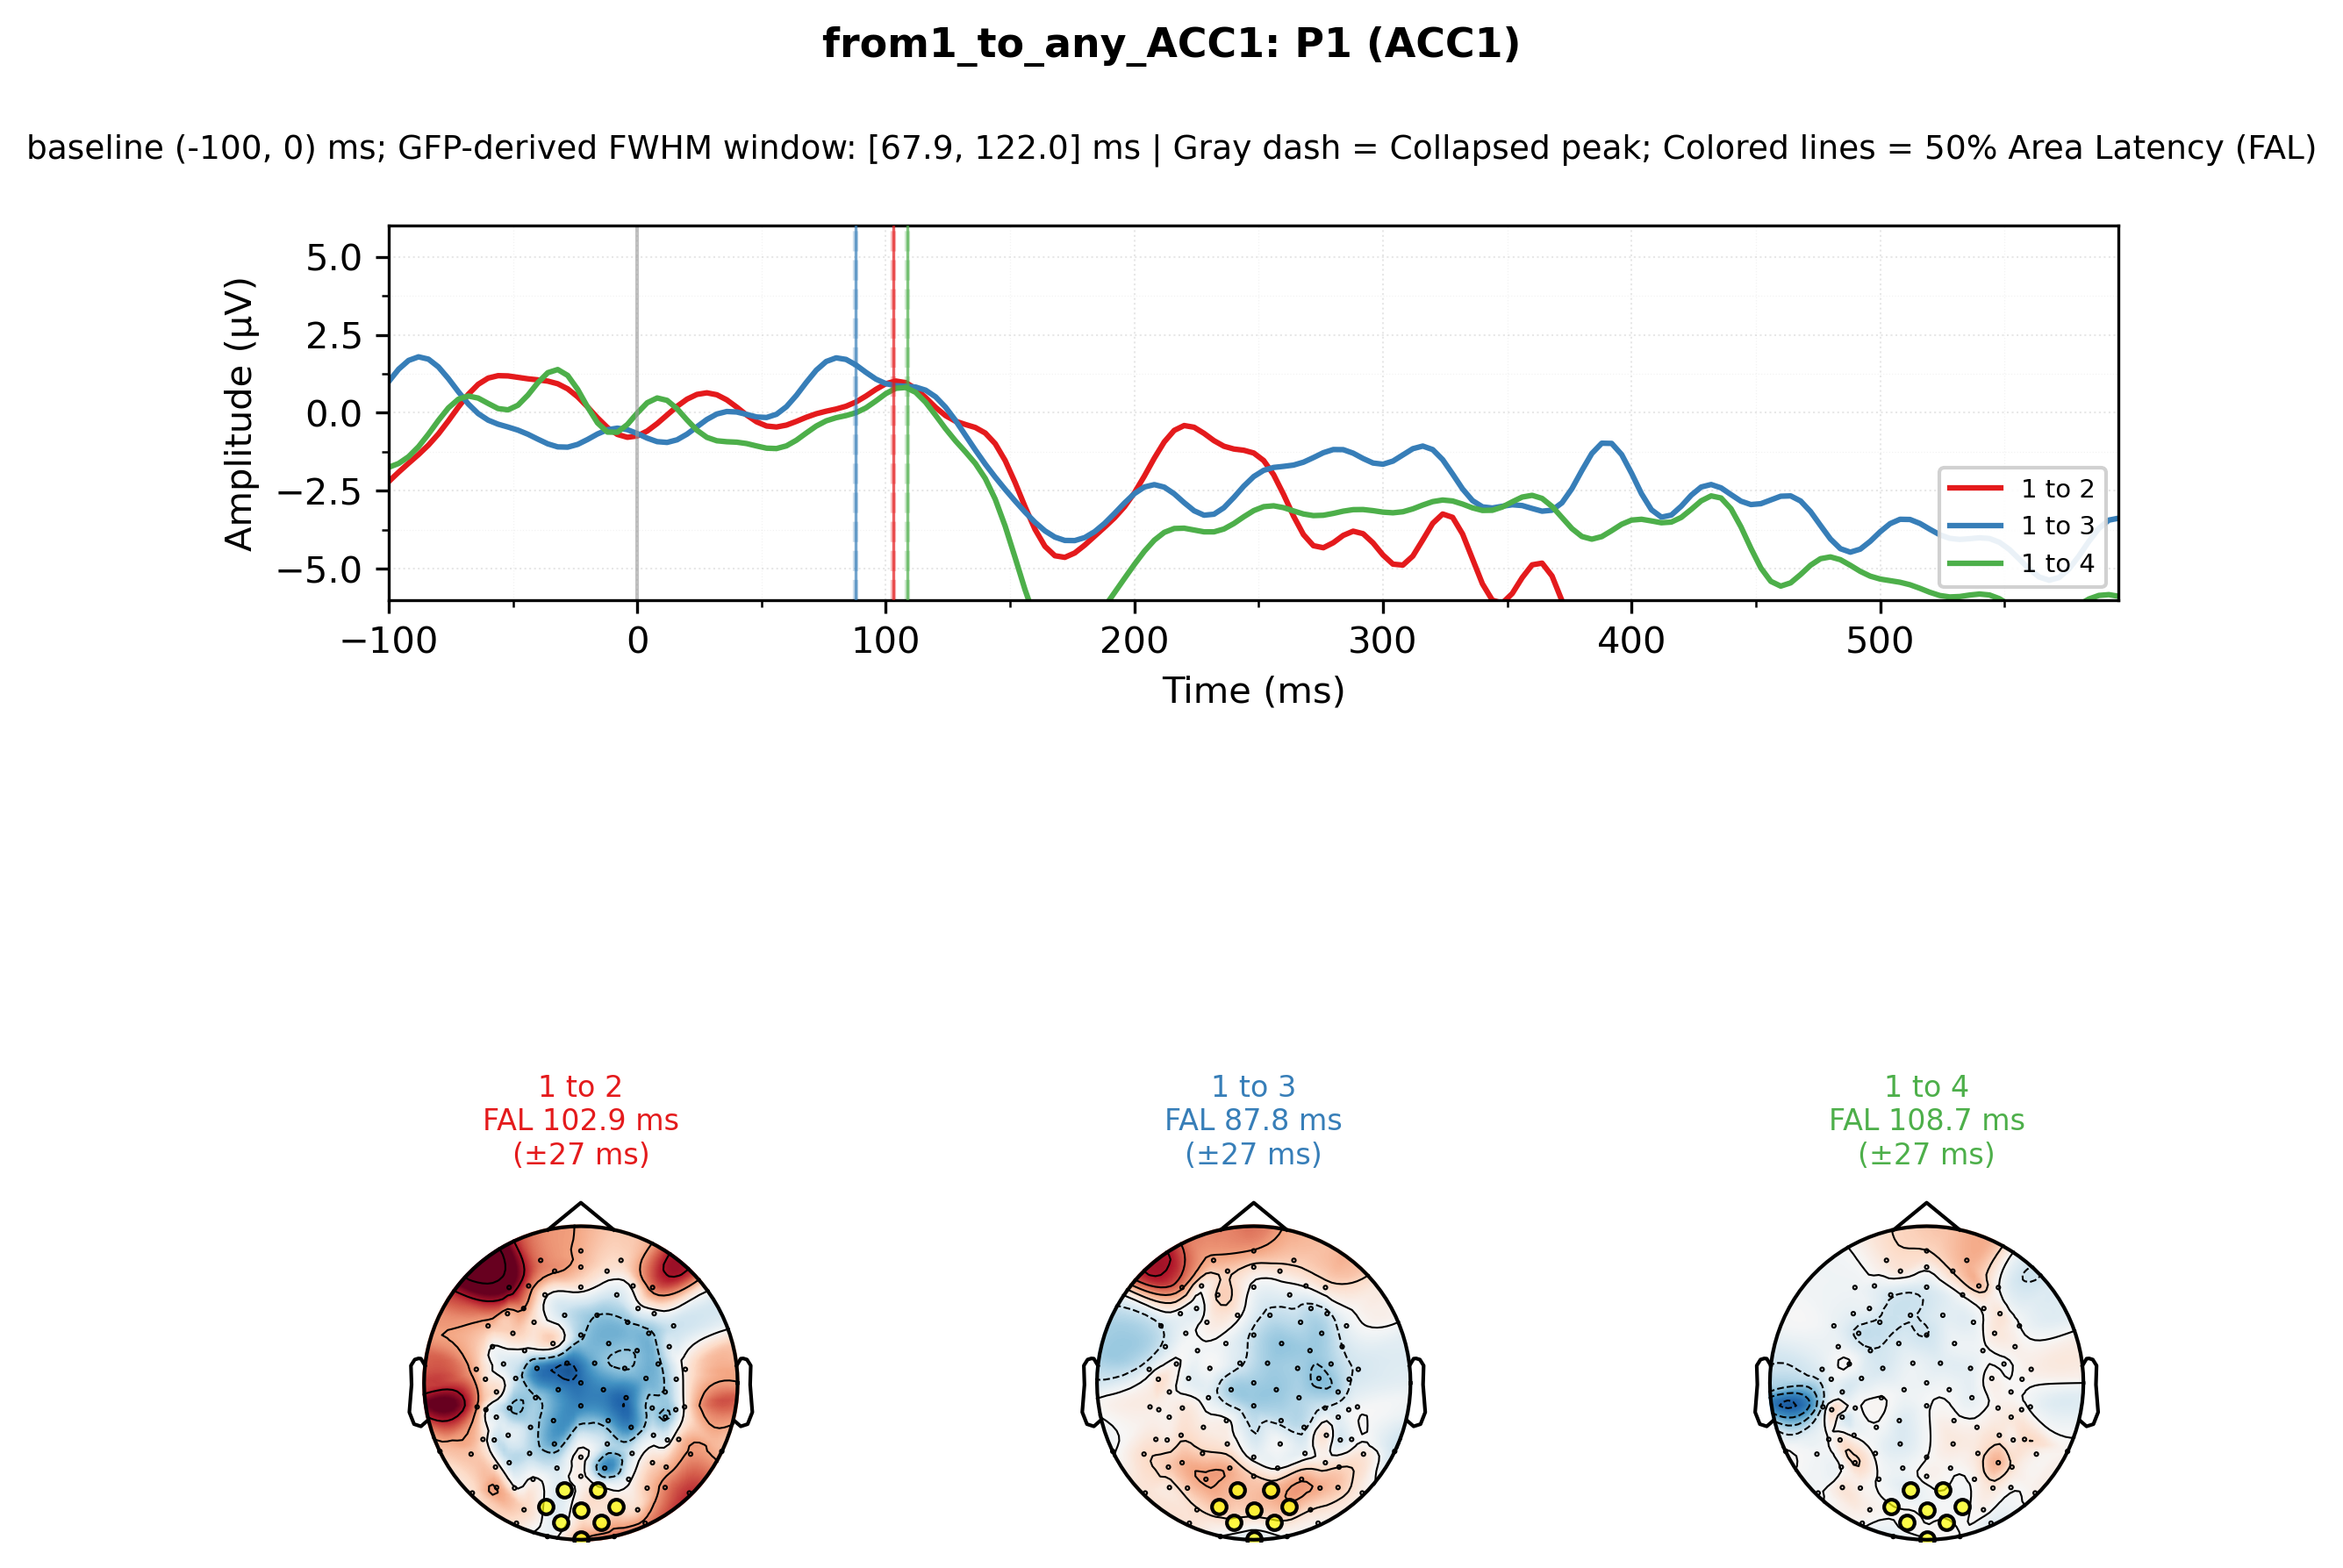 from1_to_any_ACC1: P1 (ACC1)
baseline (-100, 0) ms; GFP-derived FWHM window: [67.9, 122.0] ms | Gray dash = Collapsed peak; Colored lines = 50% Area Latency (FAL)
Amplitude (µV)
5.0
2.5
0.0
−2.5
−5.0
1 to 2
1 to 3
1 to 4
−100
0
100
200
300
400
500
Time (ms)
1 to 2
FAL 102.9 ms
(±27 ms)
1 to 3
FAL 87.8 ms
(±27 ms)
1 to 4
FAL 108.7 ms
(±27 ms)